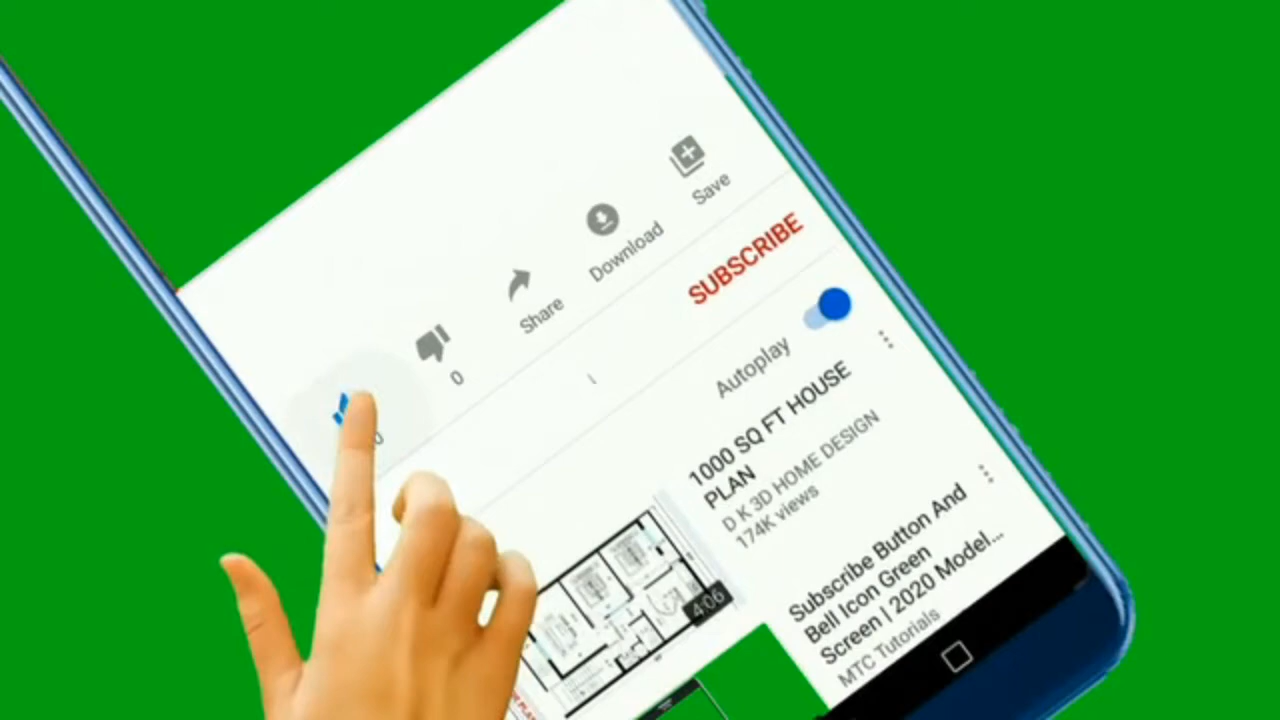 0
0
Share
Download
Save
SUBSCRIBE
Autoplay
1000 SQ FT HOUSE
PLAN
D K 3D HOME DESIGN
174K views
4:06
Subscribe Button And
Bell Icon Green
Screen | 2020 Model...
MTC Tutorials